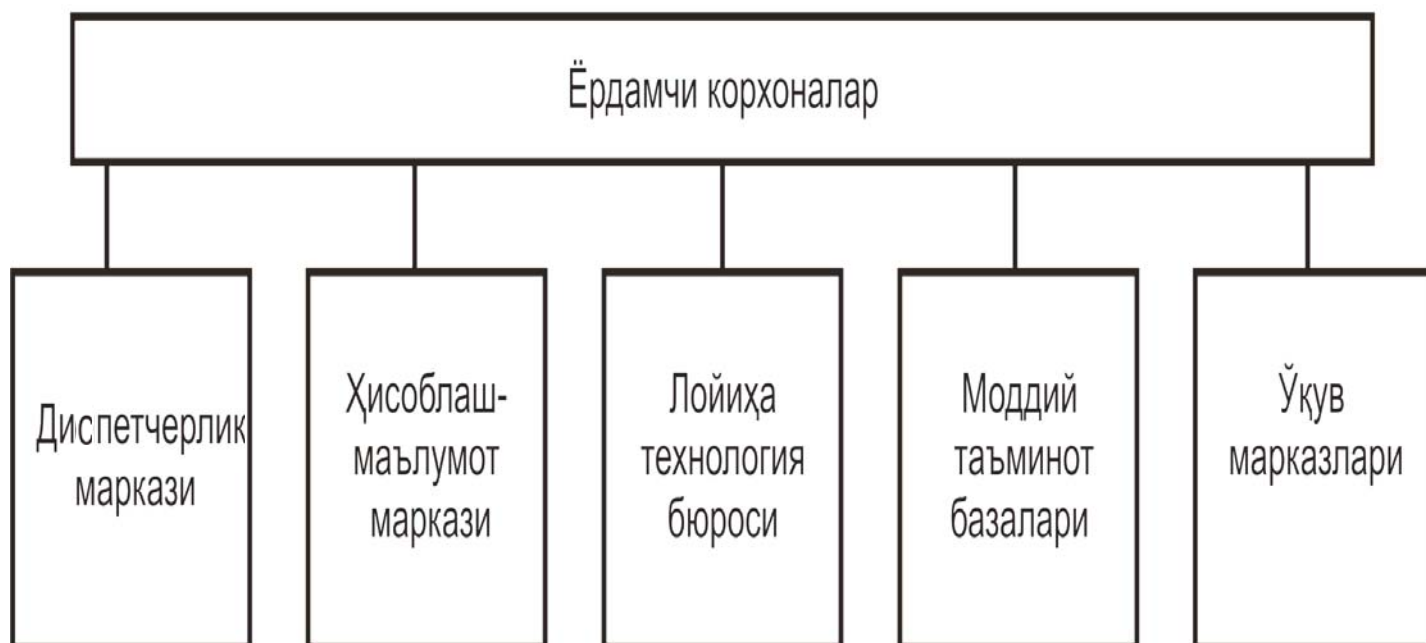 Ёрдамчи корхоналар
Диспетчерлик
маркази
Ҳисоблаш-
маълумот
маркази
Лойиҳа
технология
бюроси
Моддий
таъминот
базалари
Ўқув
марказлари